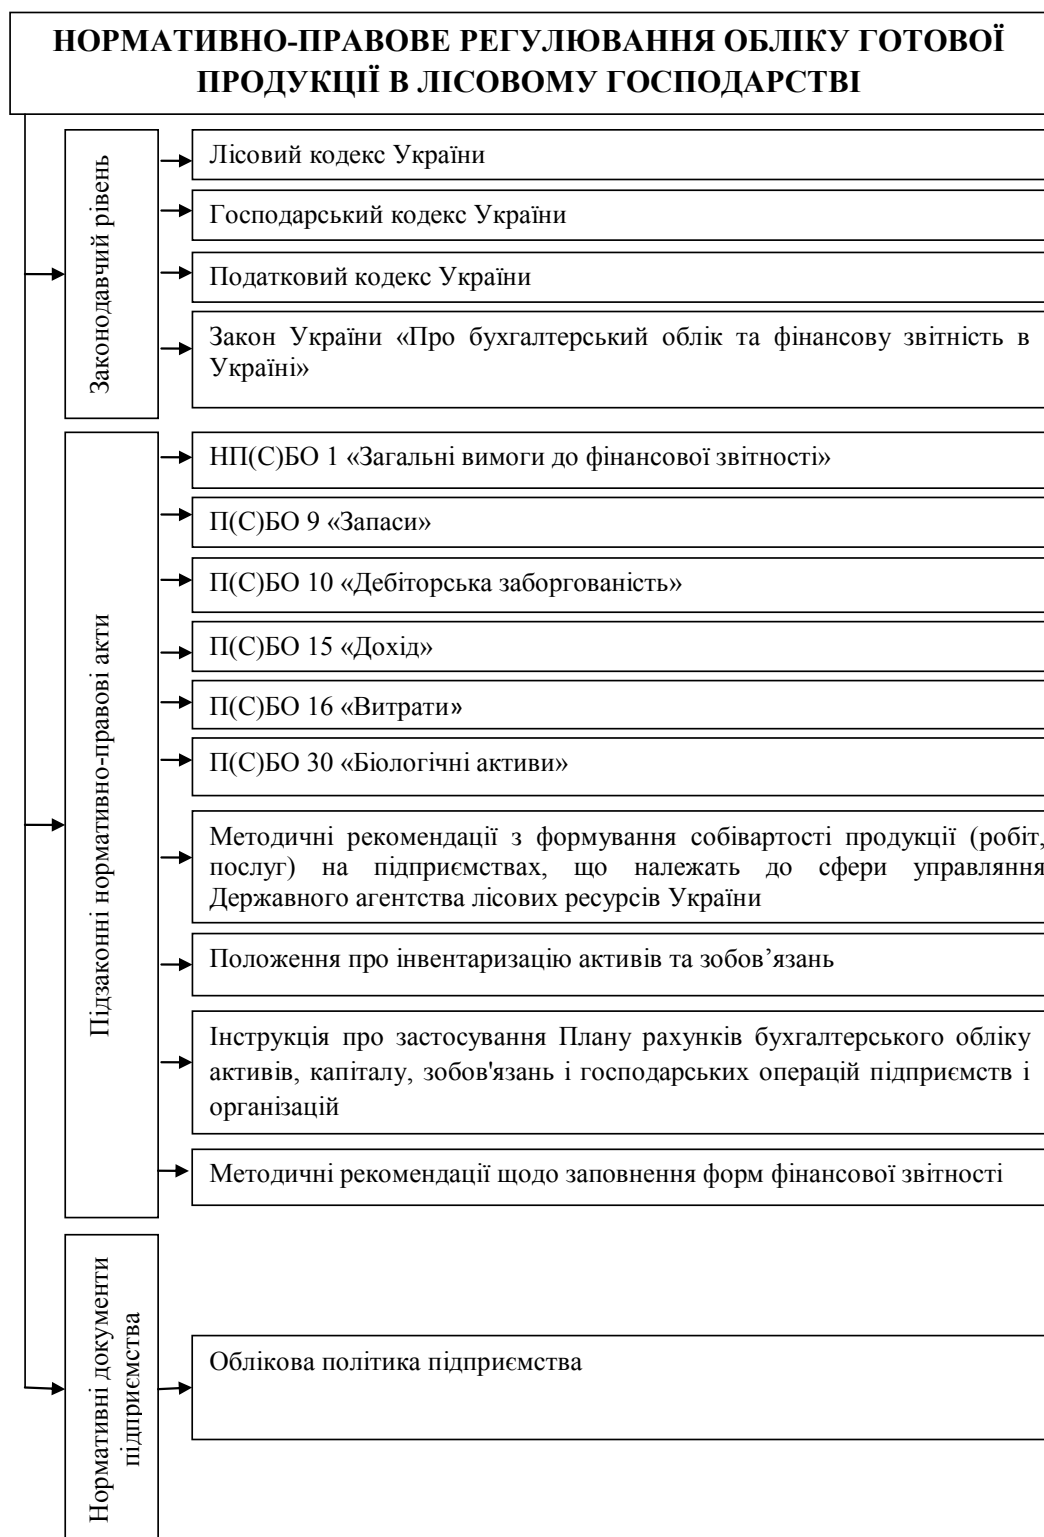 НОРМАТИВНО-ПРАВОВЕ РЕГУЛЮВАННЯ ОБЛІКУ ГОТОВОЇ
ПРОДУКЦІЇ В ЛІСОВОМУ ГОСПОДАРСТВІ
Законодавчий рівень
Лісовий кодекс України
Господарський кодекс України
Податковий кодекс України
Закон України «Про бухгалтерський облік та фінансову звітність в
Україні»
Підзаконні нормативно-правові акти
НП(С)БО 1 «Загальні вимоги до фінансової звітності»
П(С)БО 9 «Запаси»
П(С)БО 10 «Дебіторська заборгованість»
П(С)БО 15 «Дохід»
П(С)БО 16 «Витрати»
П(С)БО 30 «Біологічні активи»
Методичні рекомендації з формування собівартості продукції (робіт,
послуг) на підприємствах, що належать до сфери управляння
Державного агентства лісових ресурсів України
Положення про інвентаризацію активів та зобов’язань
Інструкція про застосування Плану рахунків бухгалтерського обліку
активів, капіталу, зобов'язань і господарських операцій підприємств і
організацій
Методичні рекомендації щодо заповнення форм фінансової звітності
Нормативні документи
підприємства
Облікова політика підприємства